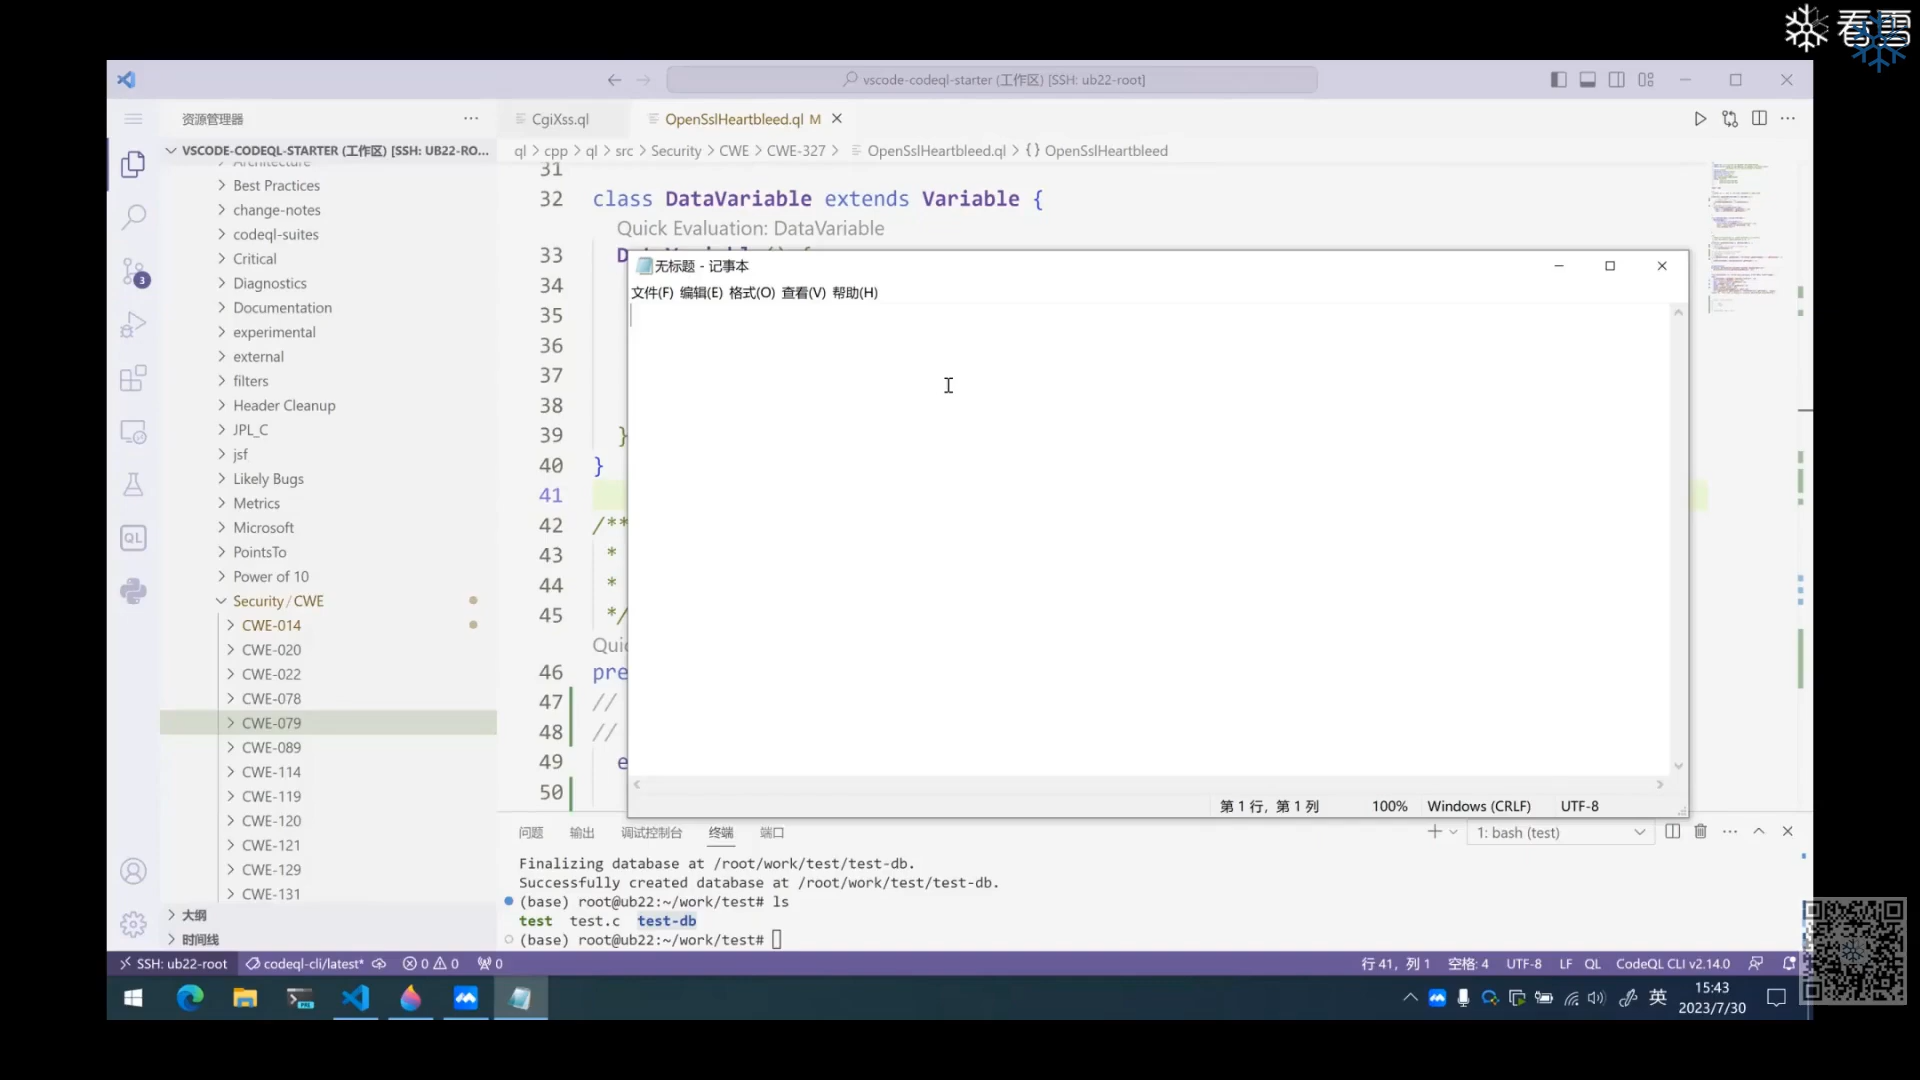 看雪
vscode-codeql-starter (工作区) [SSH: ub22-root]
资源管理器
CgiXss.ql
OpenSslHeartbleed.ql M
VSCODE-CODEQL-STARTER (工作区) [SSH: UB22-RO...
ql > cpp > ql > src > Security > CWE > CWE-327 > OpenSslHeartbleed.ql > {} OpenSslHeartbleed
Architecture
Best Practices
change-notes
codeql-suites
Critical
Diagnostics
Documentation
experimental
external
filters
Header Cleanup
JPL_C
jsf
Likely Bugs
Metrics
Microsoft
PointsTo
Power of 10
Security / CWE
CWE-014
CWE-020
CWE-022
CWE-078
CWE-079
CWE-089
CWE-114
CWE-119
CWE-120
CWE-121
CWE-129
CWE-131
大纲
时间线
3
QL
31
32 class DataVariable extends Variable {
Quick Evaluation: DataVariable
33
34
35
36
37
38
39 }
40 }
41
42 /**
43 *
44 *
45 */
46 pre
47 //
48 //
49 e
50
无标题 - 记事本
文件(F) 编辑(E) 格式(O) 查看(V) 帮助(H)
第 1 行，第 1 列 100% Windows (CRLF) UTF-8
问题 输出 调试控制台 终端 端口
1: bash (test)
Finalizing database at /root/work/test/test-db.
Successfully created database at /root/work/test/test-db.
(base) root@ub22:~/work/test# ls
test test.c test-db
(base) root@ub22:~/work/test#
SSH: ub22-root codeql-cli/latest* 0 0 0
行 41，列 1 空格: 4 UTF-8 LF QL CodeQL CLI v2.14.0
英
15:43
2023/7/30